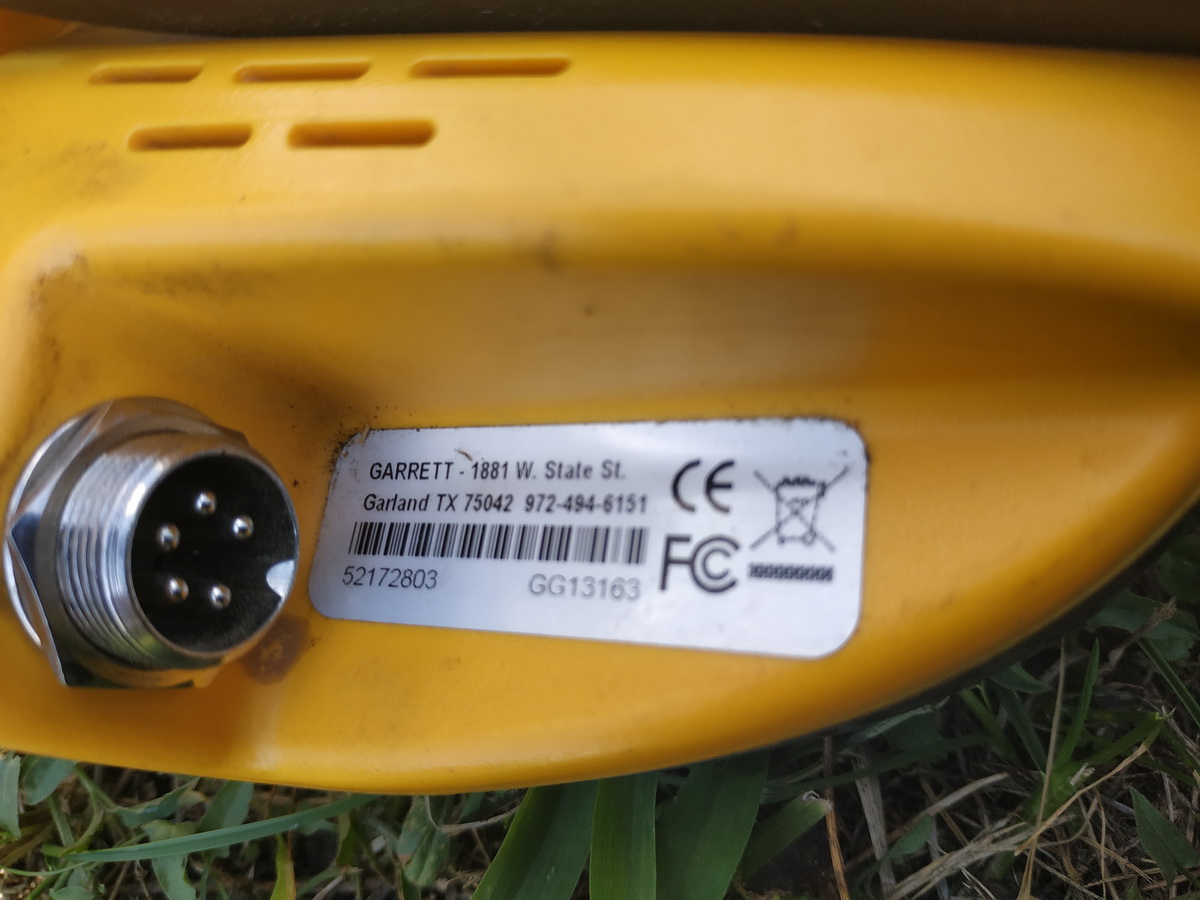 GARRETT - 1881 W. State St.
Garland TX 75042 972-494-6151
52172803 GG13163
CE
FC